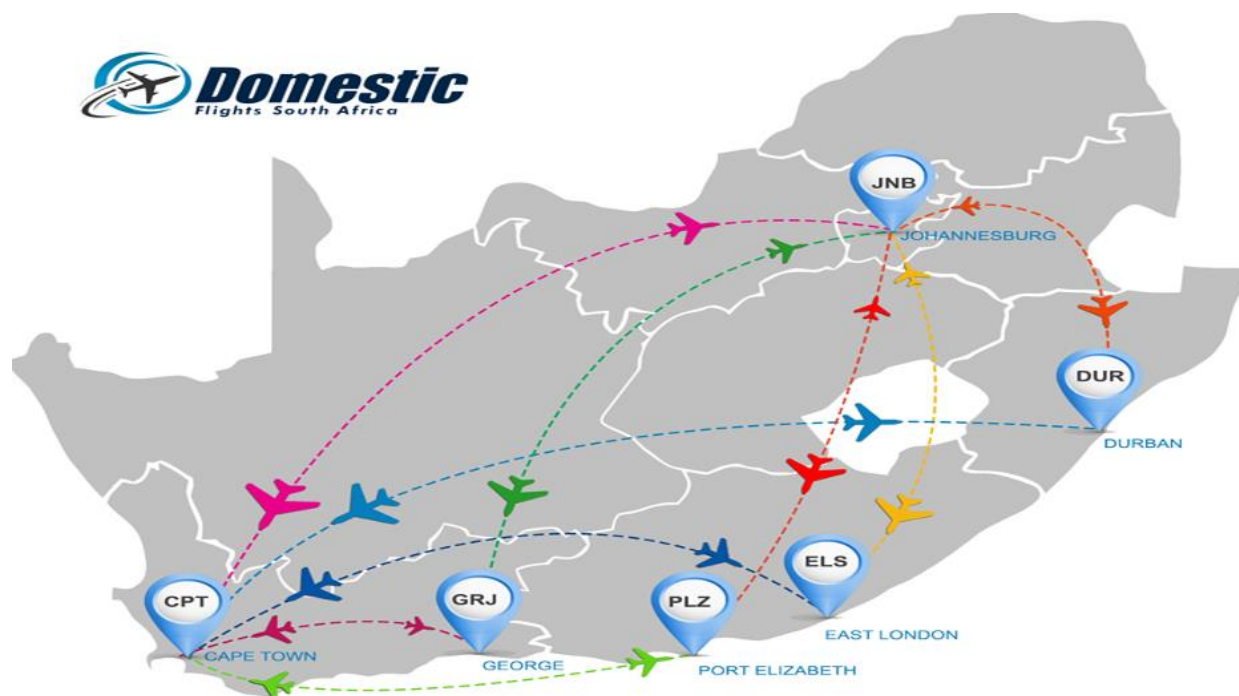 Domestic
Flights South Africa
JNB
JOHANNESBURG
DUR
DURBAN
ELS
EAST LONDON
CPT
CAPE TOWN
GRJ
GEORGE
PLZ
PORT ELIZABETH